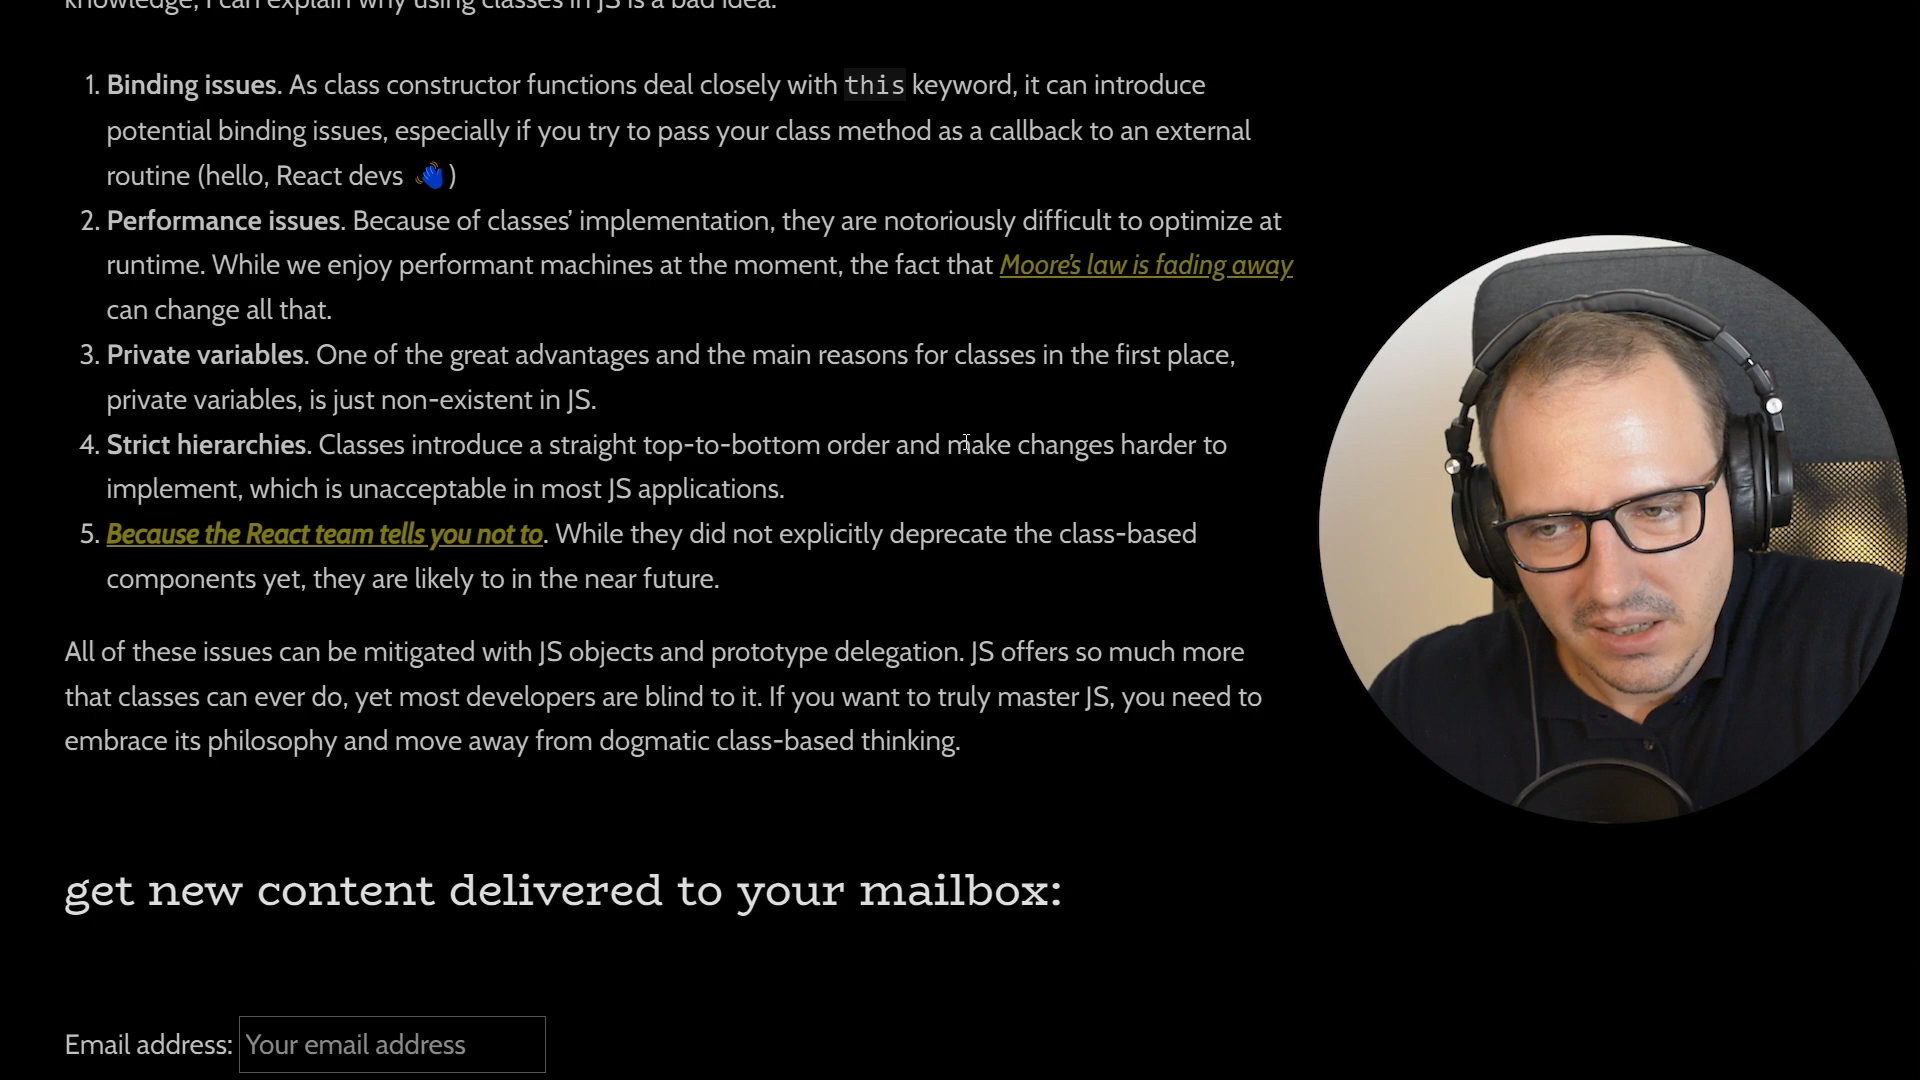 knowledge, I can explain why using classes in JS is a bad idea.
1. Binding issues. As class constructor functions deal closely with this keyword, it can introduce
potential binding issues, especially if you try to pass your class method as a callback to an external
routine (hello, React devs 👋)
2. Performance issues. Because of classes’ implementation, they are notoriously difficult to optimize at
runtime. While we enjoy performant machines at the moment, the fact that Moore’s law is fading away
can change all that.
3. Private variables. One of the great advantages and the main reasons for classes in the first place,
private variables, is just non-existent in JS.
4. Strict hierarchies. Classes introduce a straight top-to-bottom order and make changes harder to
implement, which is unacceptable in most JS applications.
5. Because the React team tells you not to. While they did not explicitly deprecate the class-based
components yet, they are likely to in the near future.
All of these issues can be mitigated with JS objects and prototype delegation. JS offers so much more
that classes can ever do, yet most developers are blind to it. If you want to truly master JS, you need to
embrace its philosophy and move away from dogmatic class-based thinking.
get new content delivered to your mailbox:
Email address: Your email address